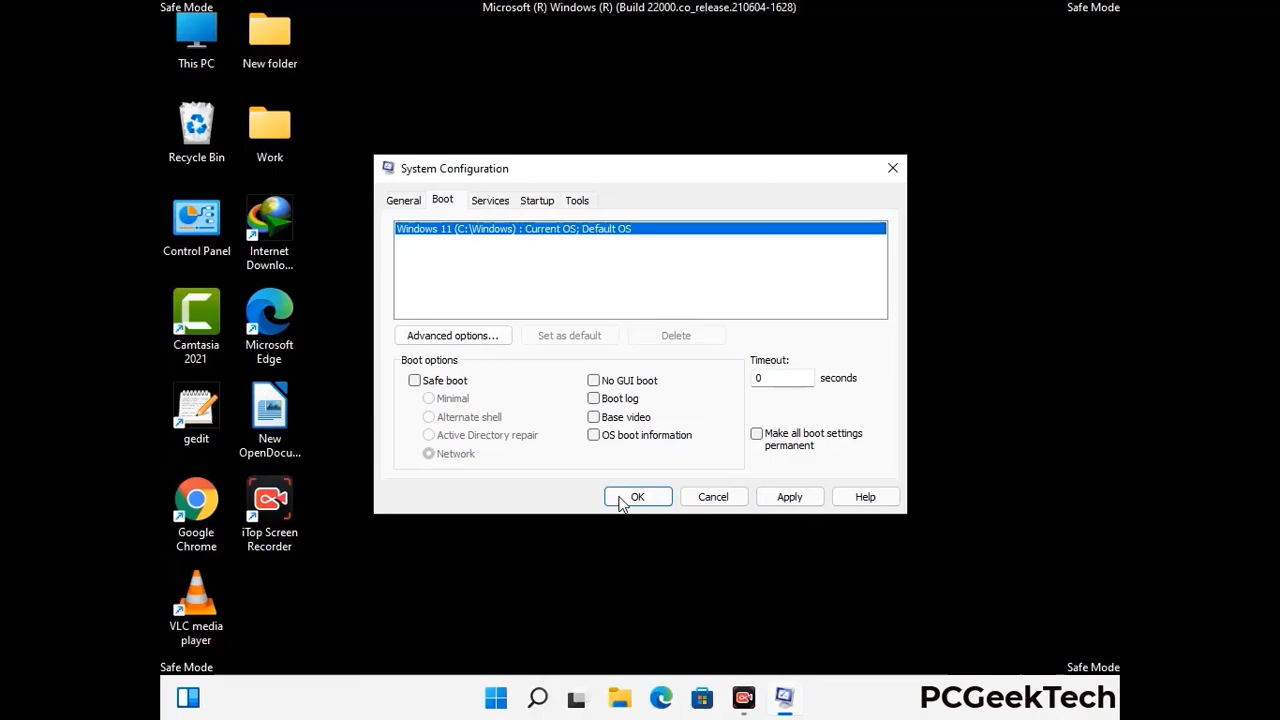 Safe Mode
Microsoft (R) Windows (R) (Build 22000.co_release.210604-1628)
Safe Mode
This PC
New folder
Recycle Bin
Work
Control Panel
Internet
Downlo...
Camtasia
2021
Microsoft
Edge
gedit
New
OpenDocu...
Google
Chrome
iTop Screen
Recorder
VLC media
player
System Configuration
General
Boot
Services
Startup
Tools
Windows 11 (C:\Windows) : Current OS; Default OS
Advanced options...
Set as default
Delete
Boot options
Safe boot
Minimal
Alternate shell
Active Directory repair
Network
No GUI boot
Boot log
Base video
OS boot information
Timeout:
0 seconds
Make all boot settings
permanent
OK
Cancel
Apply
Help
Safe Mode
Safe Mode
PCGeekTech